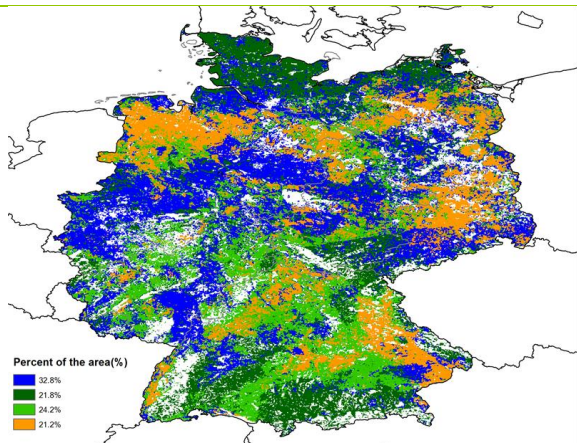 Percent of the area(%)
32.8%
21.8%
24.2%
21.2%